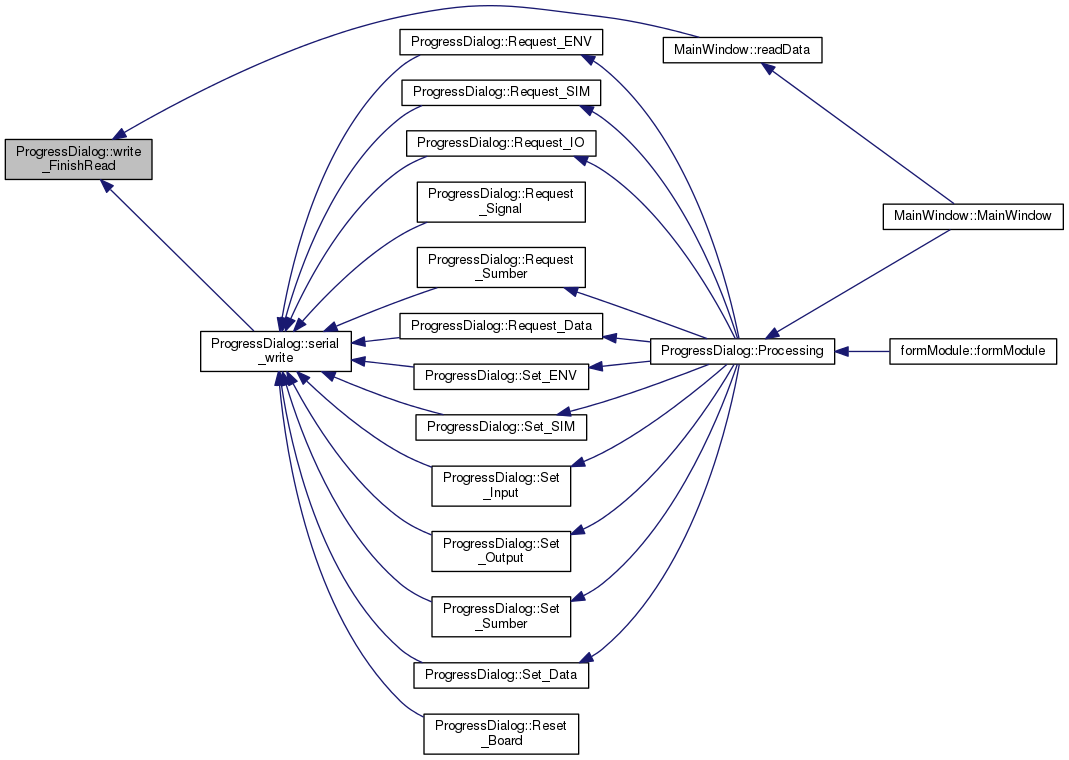 ProgressDialog::write
_FinishRead
MainWindow::readData
ProgressDialog::serial
_write
ProgressDialog::Request_ENV
ProgressDialog::Request_SIM
ProgressDialog::Request_IO
ProgressDialog::Request
_Signal
ProgressDialog::Request
_Sumber
ProgressDialog::Request_Data
ProgressDialog::Set_ENV
ProgressDialog::Set_SIM
ProgressDialog::Set
_Input
ProgressDialog::Set
_Output
ProgressDialog::Set
_Sumber
ProgressDialog::Set_Data
ProgressDialog::Reset
_Board
ProgressDialog::Processing
MainWindow::MainWindow
formModule::formModule